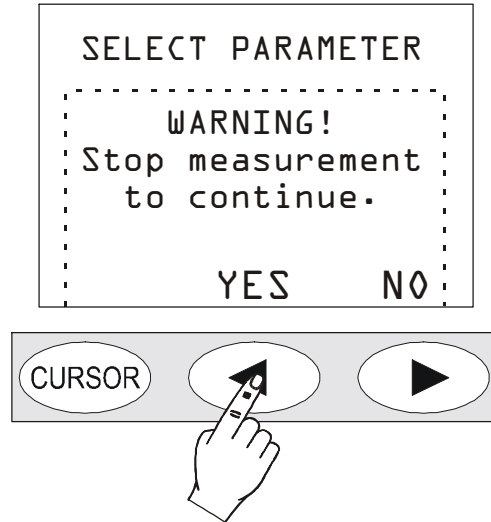 SELECT PARAMETER
WARNING!
Stop measurement
to continue.
YES NO
CURSOR